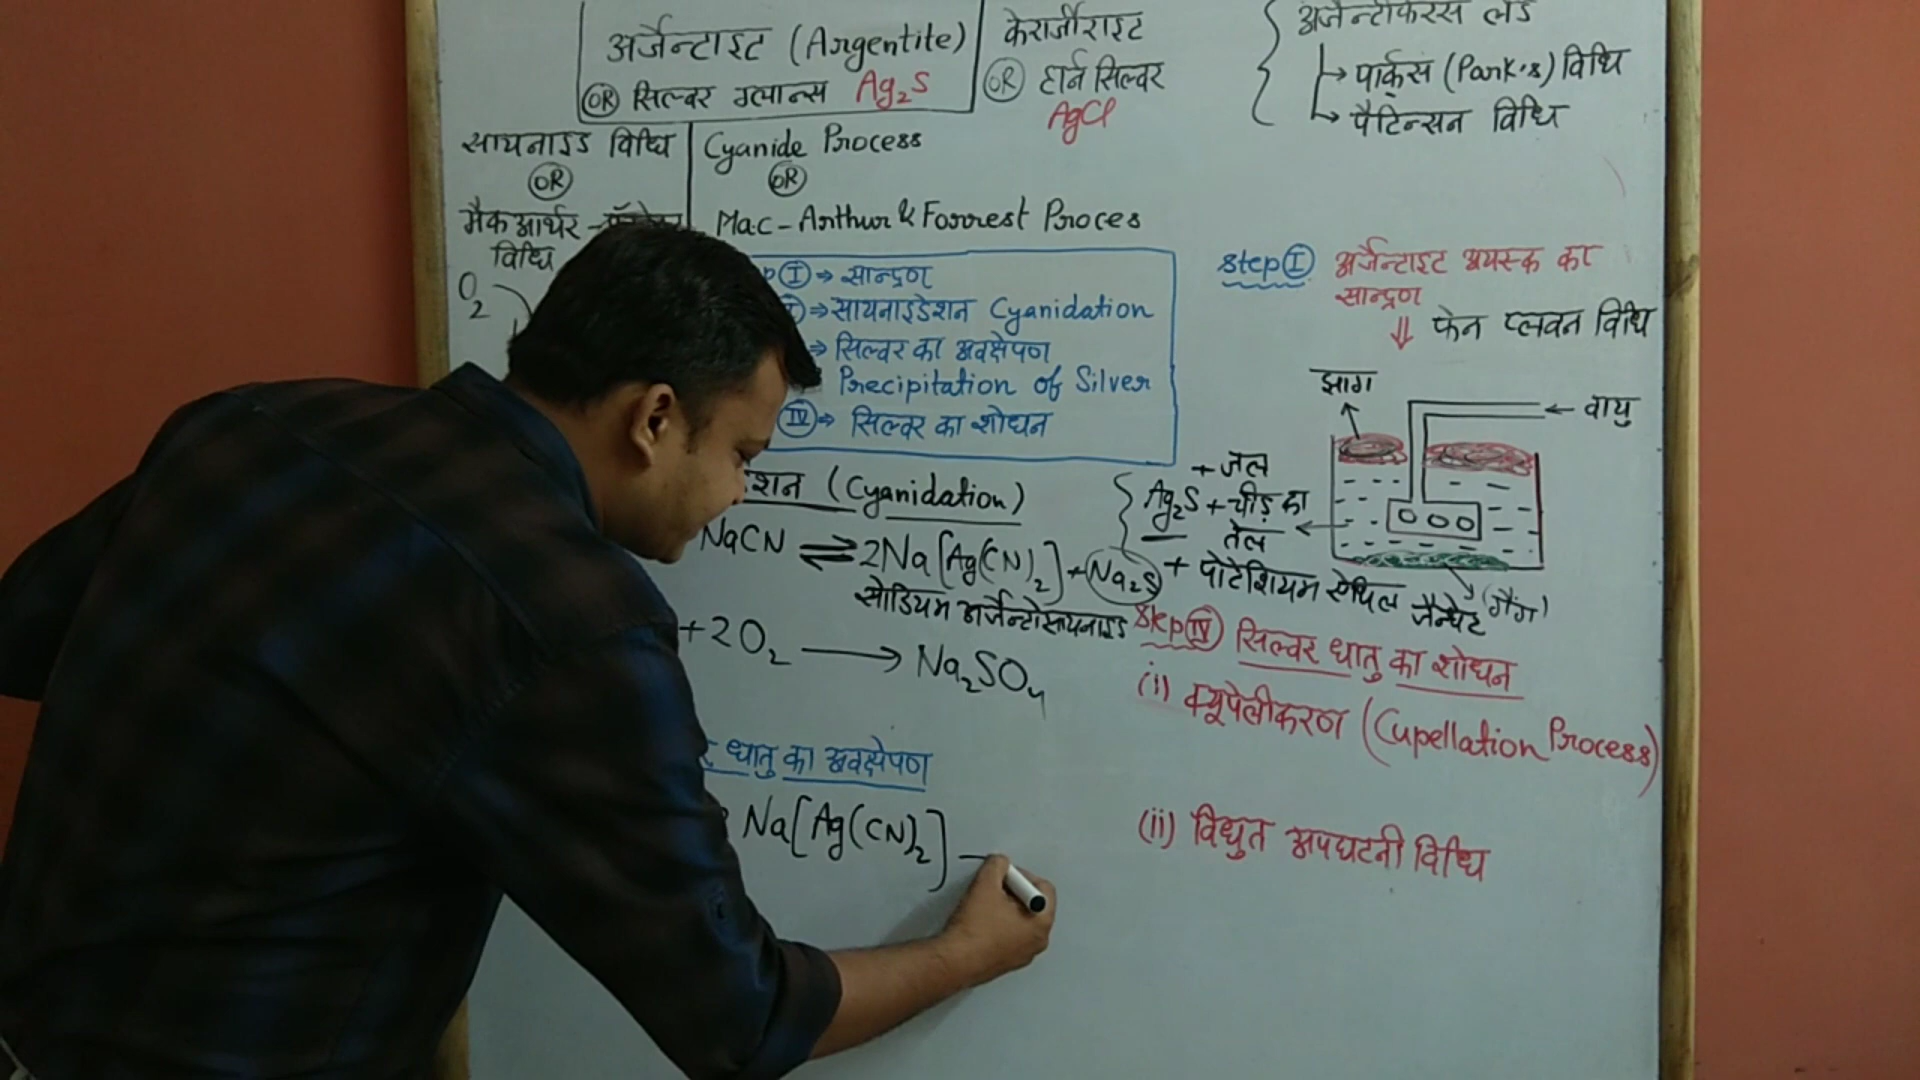 अर्जेन्टाइट (Argentite)
OR सिल्वर ग्लान्स Ag2S
केरार्जीराइट
OR हार्न सिल्वर
AgCl
अर्जेन्टीफेरस लेड
→ पार्क्स (Park's) विधि
→ पैटिन्सन विधि
सायनाइड विधि
OR
मैकआर्थर -
विधि
Cyanide Process
OR
Mac-Arthur & Forrest Proces
O2
I ⇒ सान्द्रण
⇒ सायनाइडेशन Cyanidation
⇒ सिल्वर का अवक्षेपण
Precipitation of Silver
IV ⇒ सिल्वर का शोधन
Step I अर्जेन्टाइट अयस्क का
सान्द्रण
⇓ फेन प्लवन विधि
झाग
← वायु
+ जल
Ag2S + चीड़ का
तेल
+ पोटेशियम ऐथिल जैन्थेट
(गैंग)
शन (Cyanidation)
NaCN ⇌ 2Na[Ag(CN)2] + Na2S
सोडियम अर्जेन्टोसायनाइड
+ 2O2 ⟶ Na2SO4
धातु का अवक्षेपण
Na[Ag(CN)2] —
Step IV सिल्वर धातु का शोधन
(i) क्यूपेलीकरण (Cupellation Process)
(ii) विद्युत अपघटनी विधि